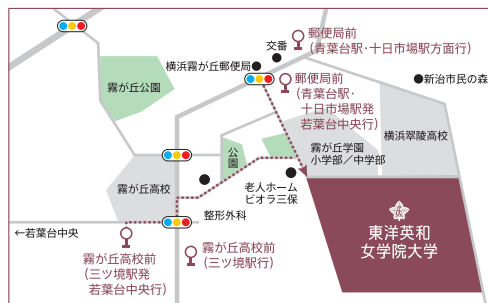 郵便局前
(青葉台駅･十日市場駅方面行)
交番
横浜霧が丘郵便局
郵便局前
(青葉台駅･
十日市場駅発
若葉台中央行)
●新治市民の森
霧が丘公園
横浜翠陵高校
公園
霧が丘学園
小学部／中学部
霧が丘高校
老人ホーム
ビオラ三保
整形外科
東洋英和
女学院大学
←若葉台中央
霧が丘高校前
(三ツ境駅発
若葉台中央行)
霧が丘高校前
(三ツ境駅行)